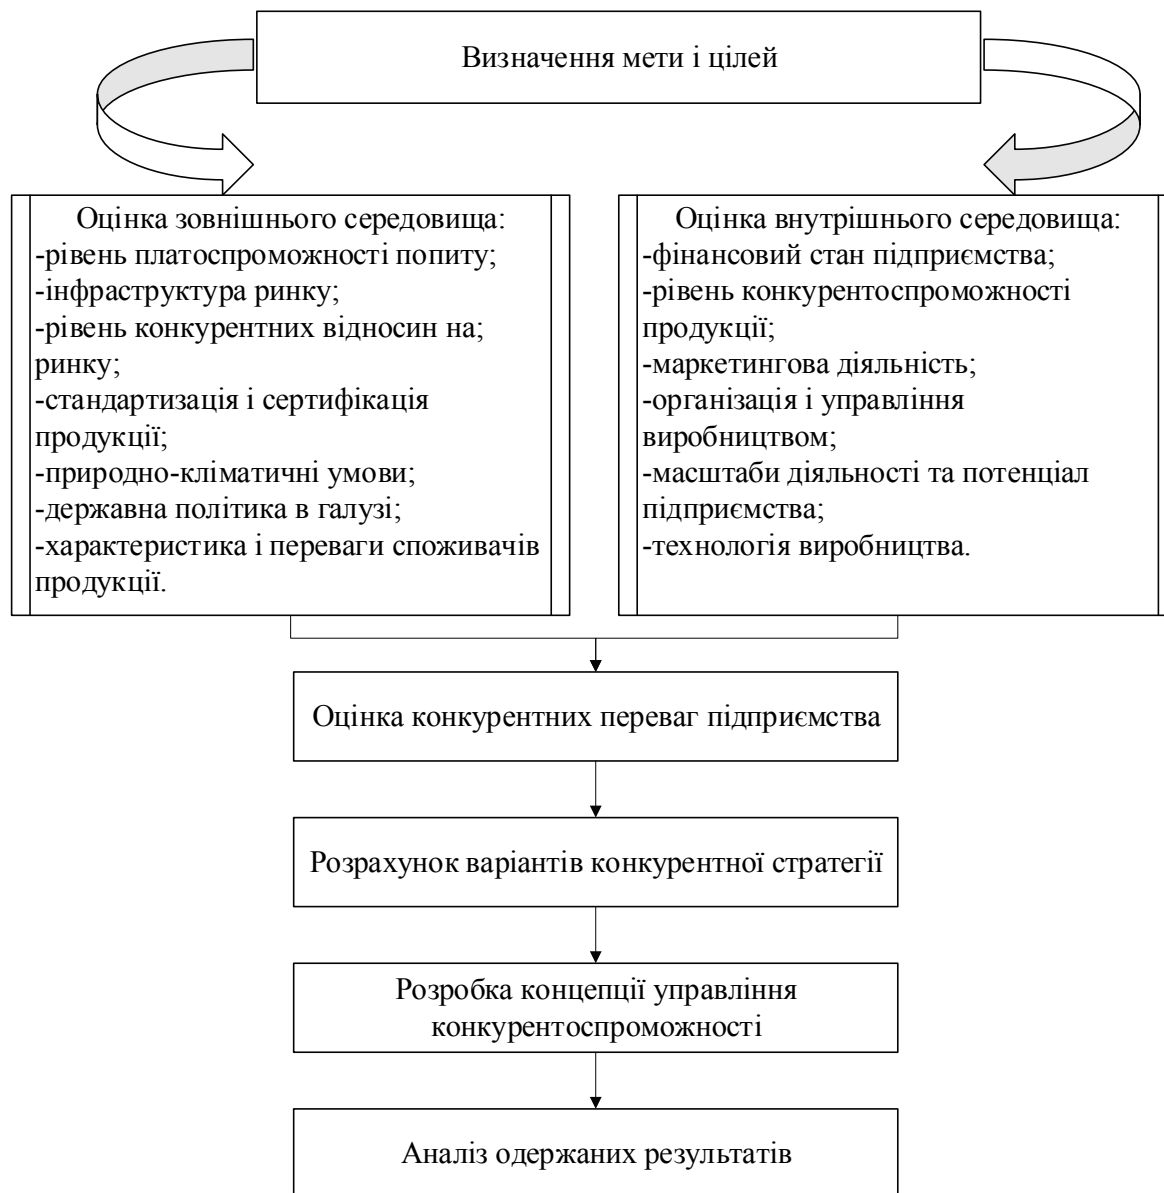 Визначення мети і цілей
Оцінка зовнішнього середовища:
-рівень платоспроможності попиту;
-інфраструктура ринку;
-рівень конкурентних відносин на;
ринку;
-стандартизація і сертифікація
продукції;
-природно-кліматичні умови;
-державна політика в галузі;
-характеристика і переваги споживачів
продукції.
Оцінка внутрішнього середовища:
-фінансовий стан підприємства;
-рівень конкурентоспроможності
продукції;
-маркетингова діяльність;
-організація і управління
виробництвом;
-масштаби діяльності та потенціал
підприємства;
-технологія виробництва.
Оцінка конкурентних переваг підприємства
Розрахунок варіантів конкурентної стратегії
Розробка концепції управління
конкурентоспроможності
Аналіз одержаних результатів